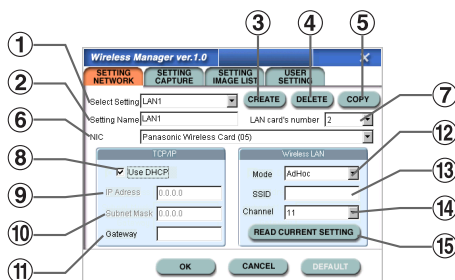 ③ ④ ⑤
① Wireless Manager ver.1.0 X
SETTING NETWORK SETTING CAPTURE SETTING IMAGE LIST USER SETTING
② Select Setting LAN1 CREATE DELETE COPY
Setting Name LAN1 LAN card's number 2 ⑦
⑥ NIC Panasonic Wireless Card (05)
TCP/IP Wireless LAN ⑫
⑧ Use DHCP Mode AdHoc
⑨ IP Adress 0.0.0.0 SSID ⑬
⑩ Subnet Mask 0.0.0.0 Channel 11 ⑭
⑪ Gateway READ CURRENT SETTING ⑮
OK CANCEL DEFAULT